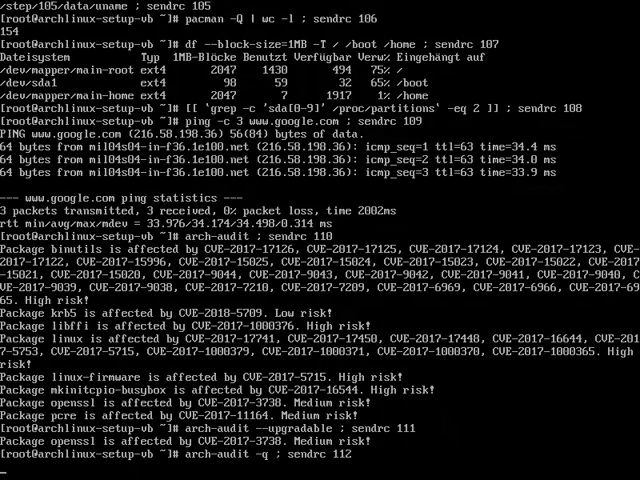 /step/105/data/uname ; sendrc 105
[root@archlinux-setup-vb ~]# pacman -Q | wc -l ; sendrc 106
154
[root@archlinux-setup-vb ~]# df --block-size=1MB -T / /boot /home ; sendrc 107
Dateisystem Typ 1MB-Blöcke Benutzt Verfügbar Verw% Eingehängt auf
/dev/mapper/main-root ext4 2047 1430 494 75% /
/dev/sda1 ext4 98 59 32 65% /boot
/dev/mapper/main-home ext4 2047 7 1917 1% /home
[root@archlinux-setup-vb ~]# [[ `grep -c 'sda[0-9]' /proc/partitions` -eq 2 ]] ; sendrc 108
[root@archlinux-setup-vb ~]# ping -c 3 www.google.com ; sendrc 109
PING www.google.com (216.58.198.36) 56(84) bytes of data.
64 bytes from mil04s04-in-f36.1e100.net (216.58.198.36): icmp_seq=1 ttl=63 time=34.4 ms
64 bytes from mil04s04-in-f36.1e100.net (216.58.198.36): icmp_seq=2 ttl=63 time=34.0 ms
64 bytes from mil04s04-in-f36.1e100.net (216.58.198.36): icmp_seq=3 ttl=63 time=33.9 ms
--- www.google.com ping statistics ---
3 packets transmitted, 3 received, 0% packet loss, time 2002ms
rtt min/avg/max/mdev = 33.976/34.174/34.498/0.314 ms
[root@archlinux-setup-vb ~]# arch-audit ; sendrc 110
Package binutils is affected by CVE-2017-17126, CVE-2017-17125, CVE-2017-17124, CVE-2017-17123, CVE-20
17-17122, CVE-2017-15996, CVE-2017-15025, CVE-2017-15024, CVE-2017-15023, CVE-2017-15022, CVE-2017
-15021, CVE-2017-15020, CVE-2017-9044, CVE-2017-9043, CVE-2017-9042, CVE-2017-9041, CVE-2017-9040, C
VE-2017-9039, CVE-2017-9038, CVE-2017-7210, CVE-2017-7209, CVE-2017-6969, CVE-2017-6966, CVE-2017-69
65. High risk!
Package krb5 is affected by CVE-2018-5709. Low risk!
Package libffi is affected by CVE-2017-1000376. High risk!
Package linux is affected by CVE-2017-17741, CVE-2017-17450, CVE-2017-17448, CVE-2017-16644, CVE-201
7-5753, CVE-2017-5715, CVE-2017-1000379, CVE-2017-1000371, CVE-2017-1000370, CVE-2017-1000365. High
risk!
Package linux-firmware is affected by CVE-2017-5715. High risk!
Package mkinitcpio-busybox is affected by CVE-2017-16544. High risk!
Package openssl is affected by CVE-2017-3738. Medium risk!
Package pcre is affected by CVE-2017-11164. Medium risk!
[root@archlinux-setup-vb ~]# arch-audit --upgradable ; sendrc 111
Package openssl is affected by CVE-2017-3738. Medium risk!
[root@archlinux-setup-vb ~]# arch-audit -q ; sendrc 112